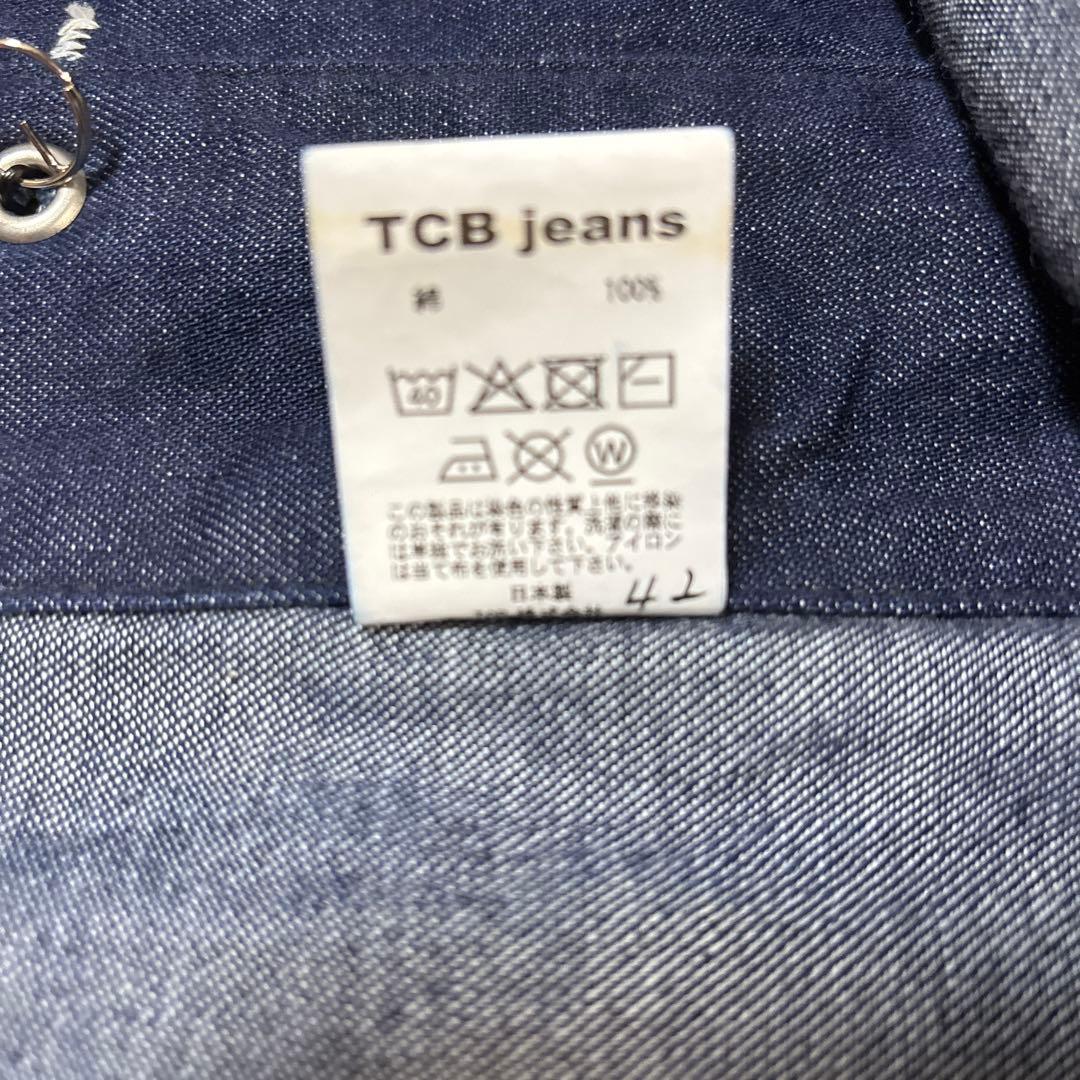 TCB jeans
綿 100%
40
W
この製品は染色の性質上他に移染
のおそれがあります。洗濯の際に
は単独でお洗い下さい。アイロン
は当て布を使用して下さい。
日本製
42